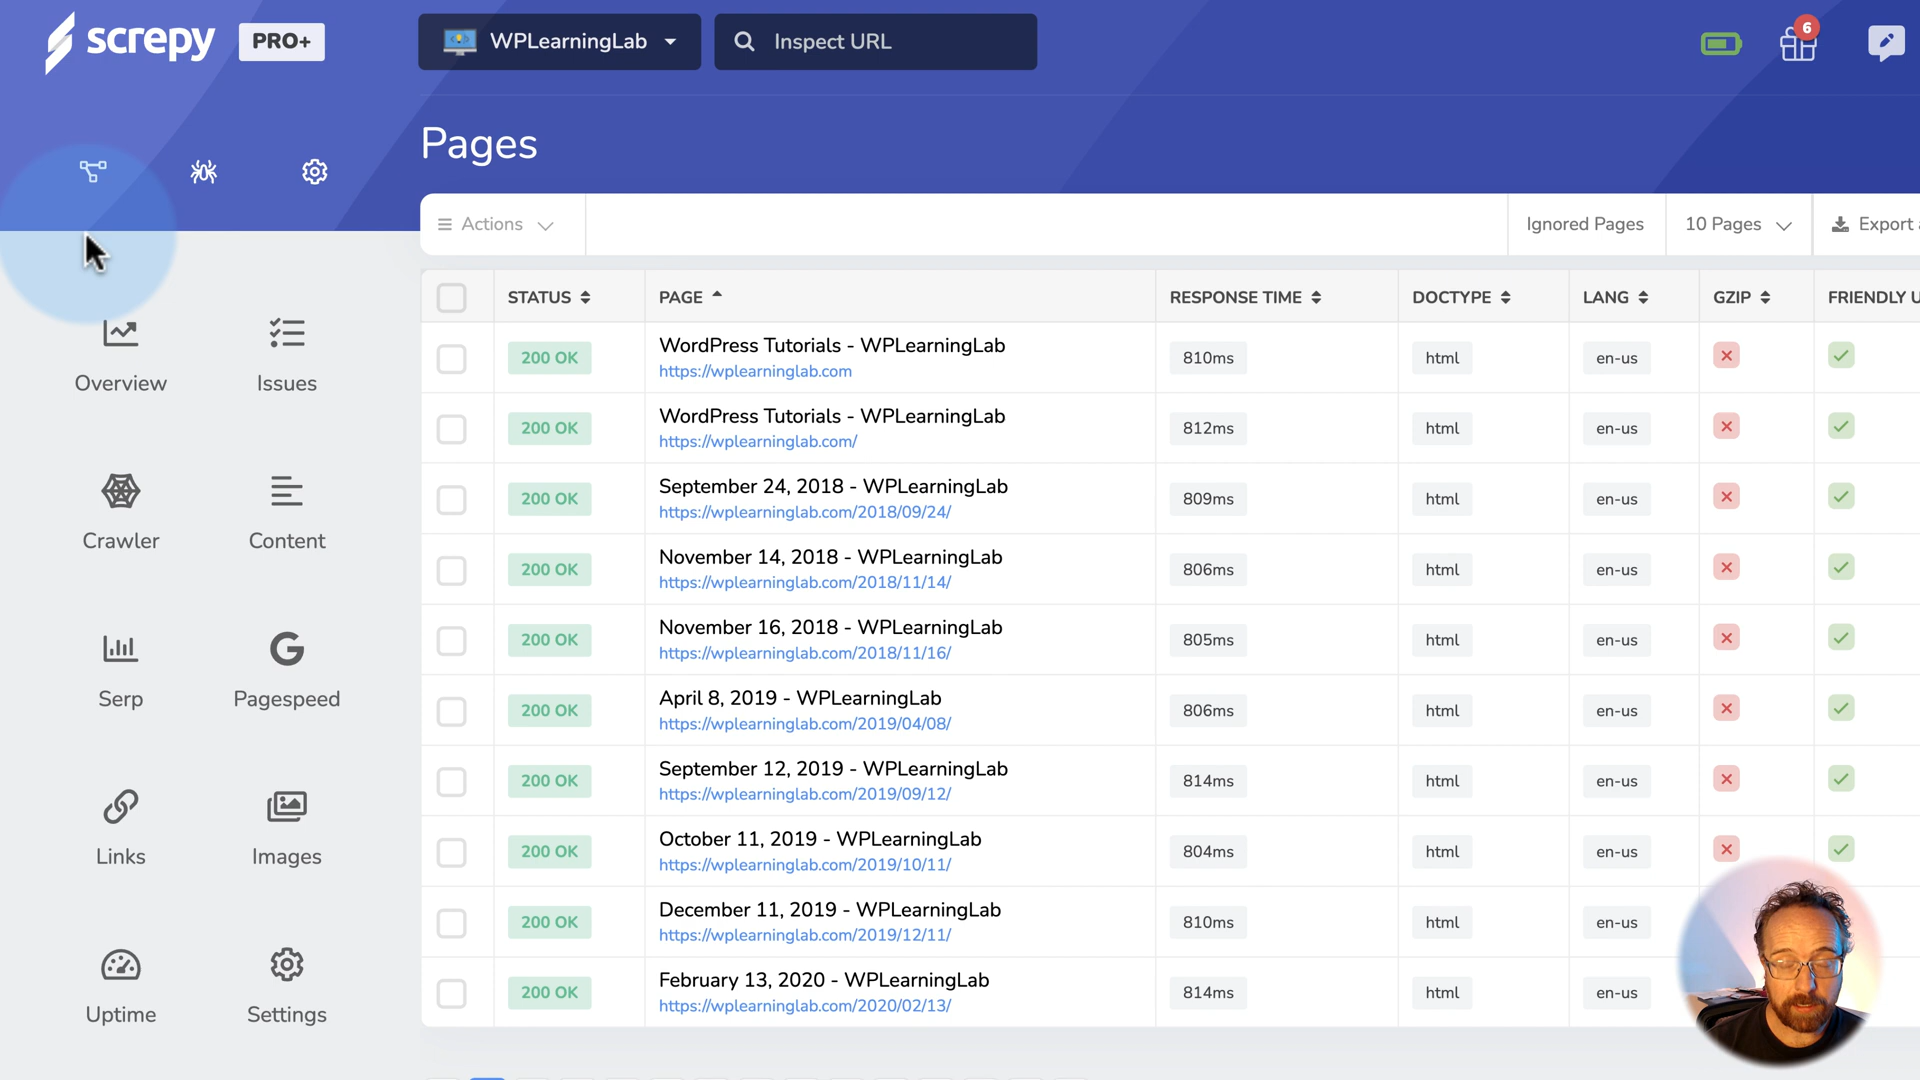 screpy PRO+
WPLearningLab
Inspect URL
6
Pages
Actions
Ignored Pages
10 Pages
Export
STATUS PAGE RESPONSE TIME DOCTYPE LANG GZIP FRIENDLY U
200 OK WordPress Tutorials - WPLearningLab 810ms html en-us
https://wplearninglab.com
200 OK WordPress Tutorials - WPLearningLab 812ms html en-us
https://wplearninglab.com/
200 OK September 24, 2018 - WPLearningLab 809ms html en-us
https://wplearninglab.com/2018/09/24/
200 OK November 14, 2018 - WPLearningLab 806ms html en-us
https://wplearninglab.com/2018/11/14/
200 OK November 16, 2018 - WPLearningLab 805ms html en-us
https://wplearninglab.com/2018/11/16/
200 OK April 8, 2019 - WPLearningLab 806ms html en-us
https://wplearninglab.com/2019/04/08/
200 OK September 12, 2019 - WPLearningLab 814ms html en-us
https://wplearninglab.com/2019/09/12/
200 OK October 11, 2019 - WPLearningLab 804ms html en-us
https://wplearninglab.com/2019/10/11/
200 OK December 11, 2019 - WPLearningLab 810ms html en-us
https://wplearninglab.com/2019/12/11/
200 OK February 13, 2020 - WPLearningLab 814ms html en-us
https://wplearninglab.com/2020/02/13/
Overview Issues
Crawler Content
Serp Pagespeed
Links Images
Uptime Settings